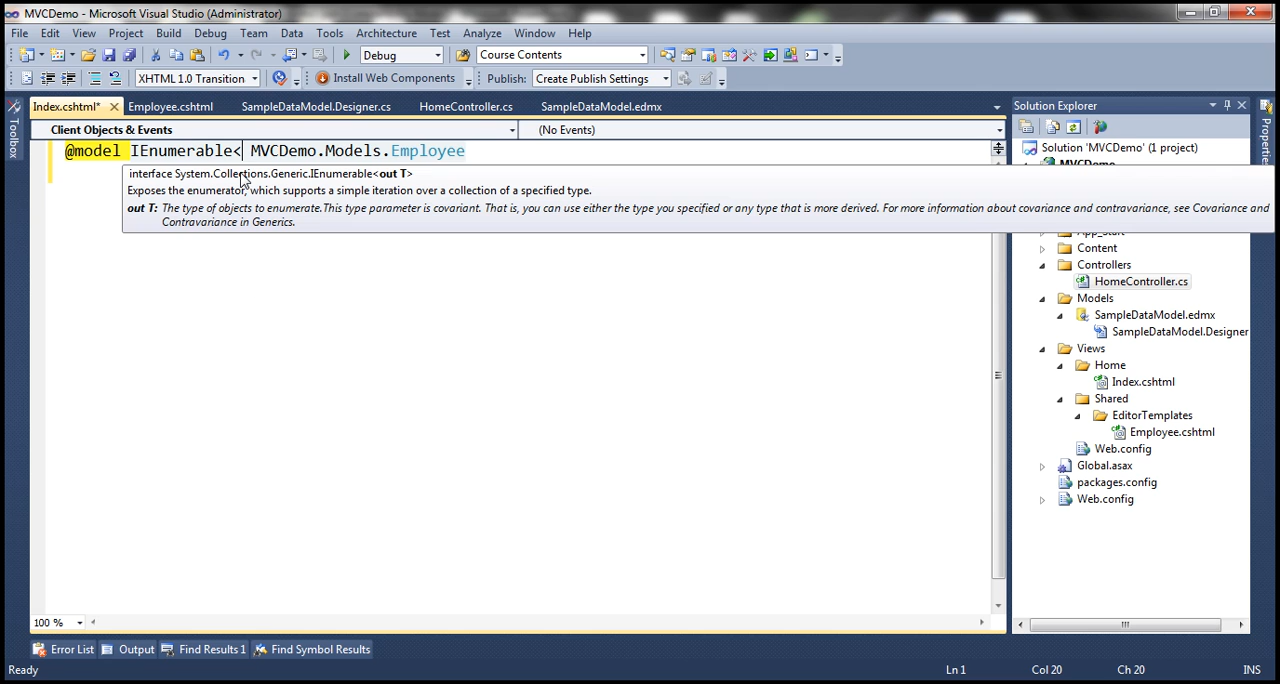 MVCDemo - Microsoft Visual Studio (Administrator)
File Edit View Project Build Debug Team Data Tools Architecture Test Analyze Window Help
Debug Course Contents
XHTML 1.0 Transition Install Web Components Publish: Create Publish Settings
Index.cshtml* Employee.cshtml SampleDataModel.Designer.cs HomeController.cs SampleDataModel.edmx
Client Objects & Events (No Events)
@model IEnumerable< MVCDemo.Models.Employee
interface System.Collections.Generic.IEnumerable<out T>
Exposes the enumerator, which supports a simple iteration over a collection of a specified type.
out T: The type of objects to enumerate.This type parameter is covariant. That is, you can use either the type you specified or any type that is more derived. For more information about covariance and contravariance, see Covariance and
Contravariance in Generics.
Toolbox
Solution Explorer
Properties
Solution 'MVCDemo' (1 project)
MVCDemo
App_Start
Content
Controllers
HomeController.cs
Models
SampleDataModel.edmx
SampleDataModel.Designer
Views
Home
Index.cshtml
Shared
EditorTemplates
Employee.cshtml
Web.config
Global.asax
packages.config
Web.config
100 %
Error List Output Find Results 1 Find Symbol Results
Ready Ln 1 Col 20 Ch 20 INS